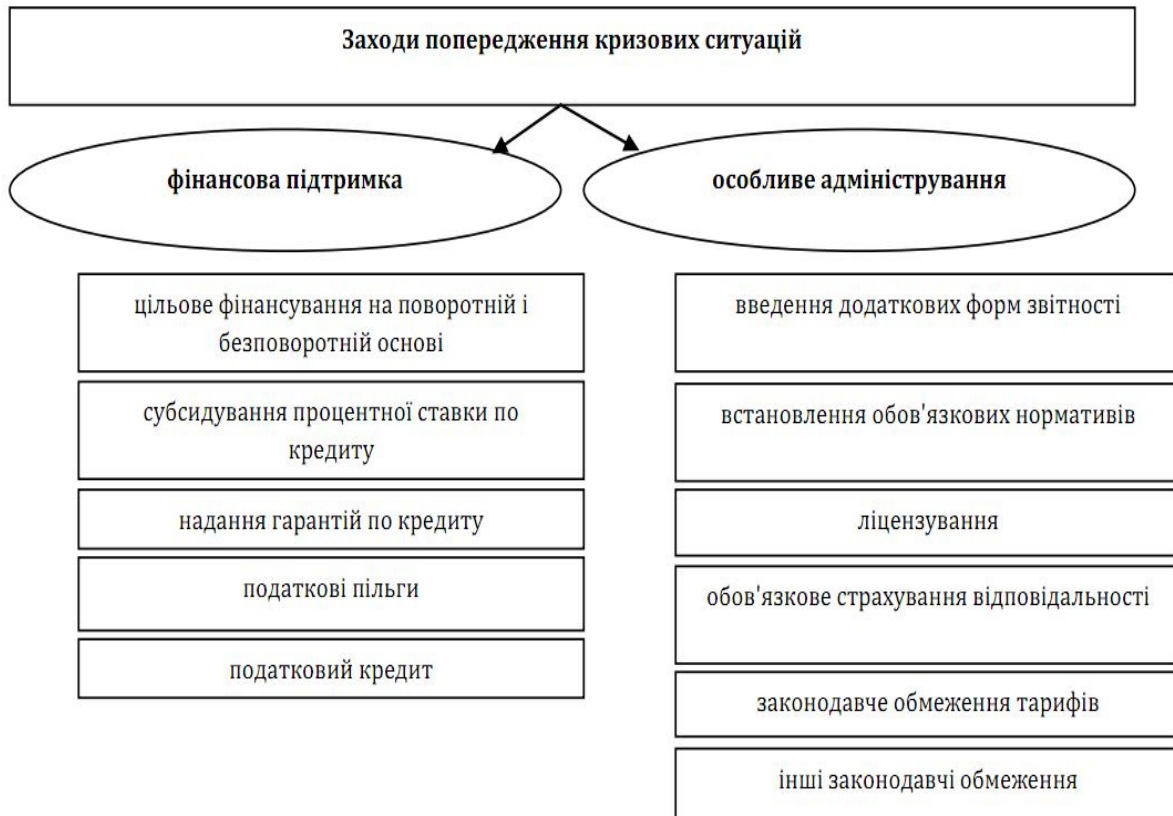 Заходи попередження кризових ситуацій
фінансова підтримка
особливе адміністрування
цільове фінансування на поворотній і
безповоротній основі
субсидування процентної ставки по
кредиту
надання гарантій по кредиту
податкові пільги
податковий кредит
введення додаткових форм звітності
встановлення обов'язкових нормативів
ліцензування
обов'язкове страхування відповідальності
законодавче обмеження тарифів
інші законодавчі обмеження